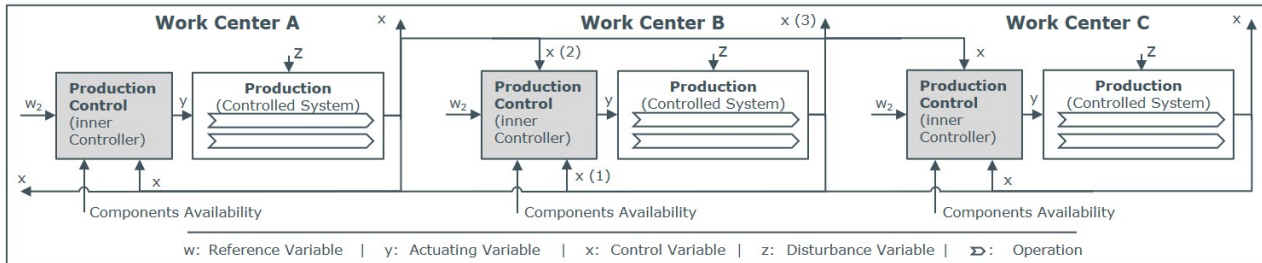 Work Center A
x
Work Center B
x (3)
Work Center C
x
z
x (2)
z
x
z
Production
Control
(inner
Controller)
Production
(Controlled System)
w2
y
Production
Control
(inner
Controller)
Production
(Controlled System)
w2
y
Production
Control
(inner
Controller)
Production
(Controlled System)
w2
y
x
x
x (1)
x
Components Availability
Components Availability
Components Availability
w: Reference Variable | y: Actuating Variable | x: Control Variable | z: Disturbance Variable | : Operation